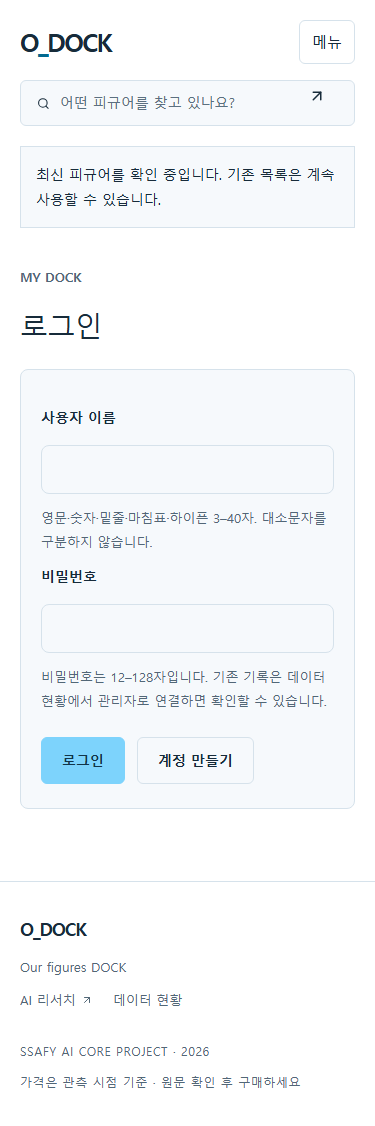 O_DOCK
메뉴
어떤 피규어를 찾고 있나요?
최신 피규어를 확인 중입니다. 기존 목록은 계속
사용할 수 있습니다.
MY DOCK
로그인
사용자 이름
영문·숫자·밑줄·마침표·하이픈 3–40자. 대소문자를
구분하지 않습니다.
비밀번호
비밀번호는 12–128자입니다. 기존 기록은 데이터
현황에서 관리자로 연결하면 확인할 수 있습니다.
로그인
계정 만들기
O_DOCK
Our figures DOCK
AI 리서치 데이터 현황
SSAFY AI CORE PROJECT · 2026
가격은 관측 시점 기준 · 원문 확인 후 구매하세요